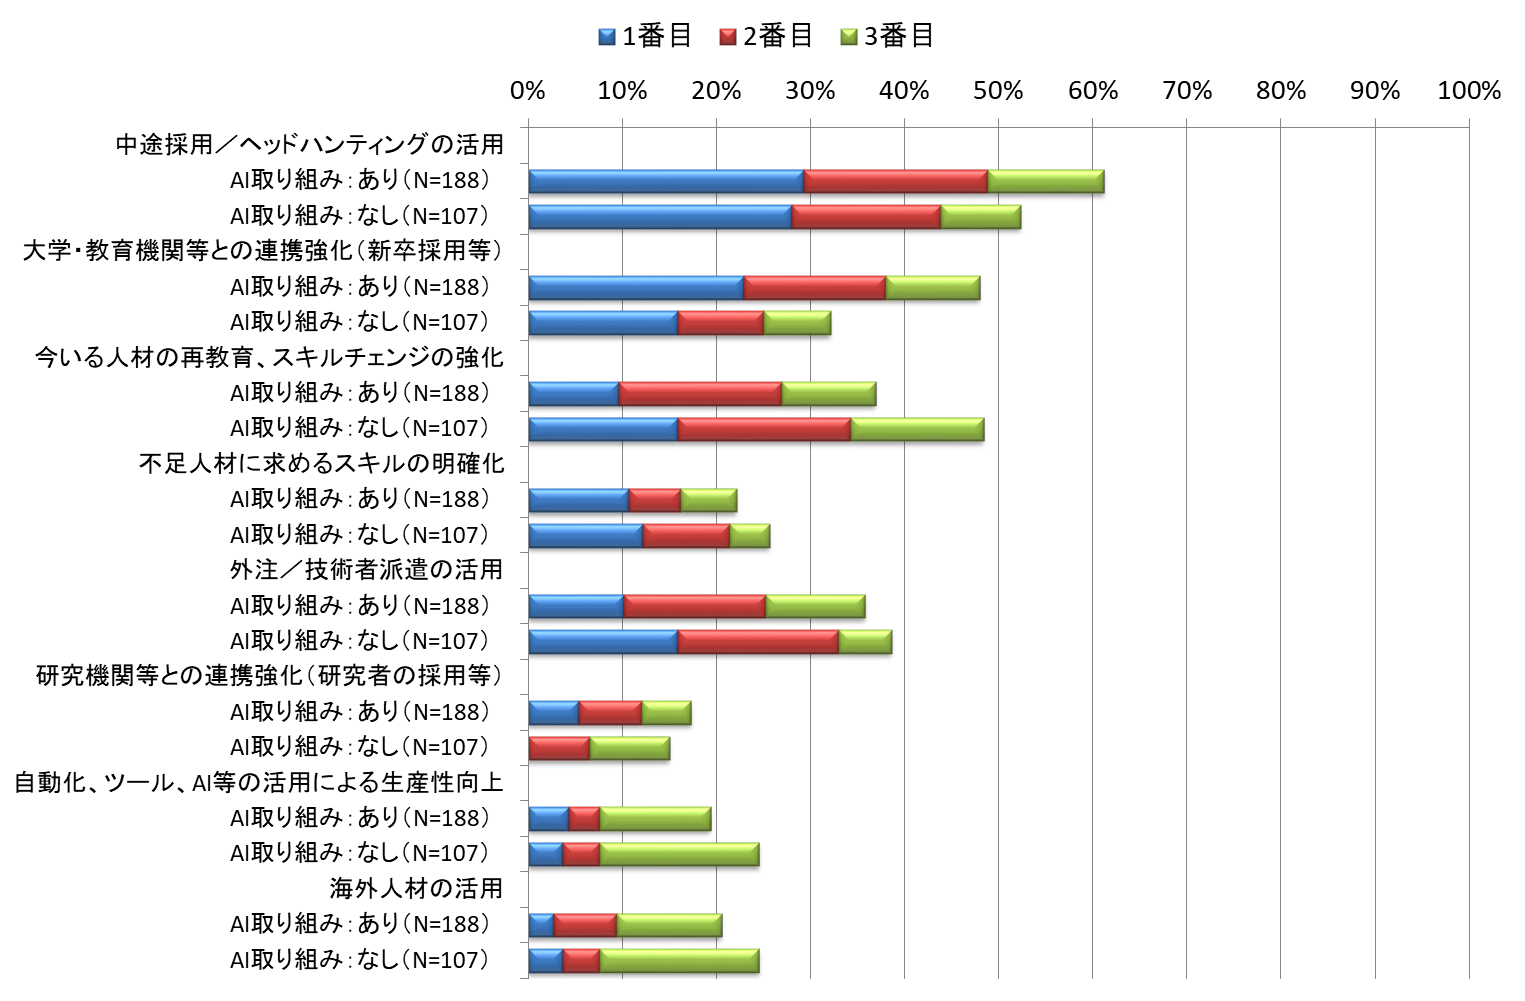 1番目 2番目 3番目
0% 10% 20% 30% 40% 50% 60% 70% 80% 90% 100%
中途採用／ヘッドハンティングの活用
AI取り組み：あり（N=188）
AI取り組み：なし（N=107）
大学・教育機関等との連携強化（新卒採用等）
AI取り組み：あり（N=188）
AI取り組み：なし（N=107）
今いる人材の再教育、スキルチェンジの強化
AI取り組み：あり（N=188）
AI取り組み：なし（N=107）
不足人材に求めるスキルの明確化
AI取り組み：あり（N=188）
AI取り組み：なし（N=107）
外注／技術者派遣の活用
AI取り組み：あり（N=188）
AI取り組み：なし（N=107）
研究機関等との連携強化（研究者の採用等）
AI取り組み：あり（N=188）
AI取り組み：なし（N=107）
自動化、ツール、AI等の活用による生産性向上
AI取り組み：あり（N=188）
AI取り組み：なし（N=107）
海外人材の活用
AI取り組み：あり（N=188）
AI取り組み：なし（N=107）